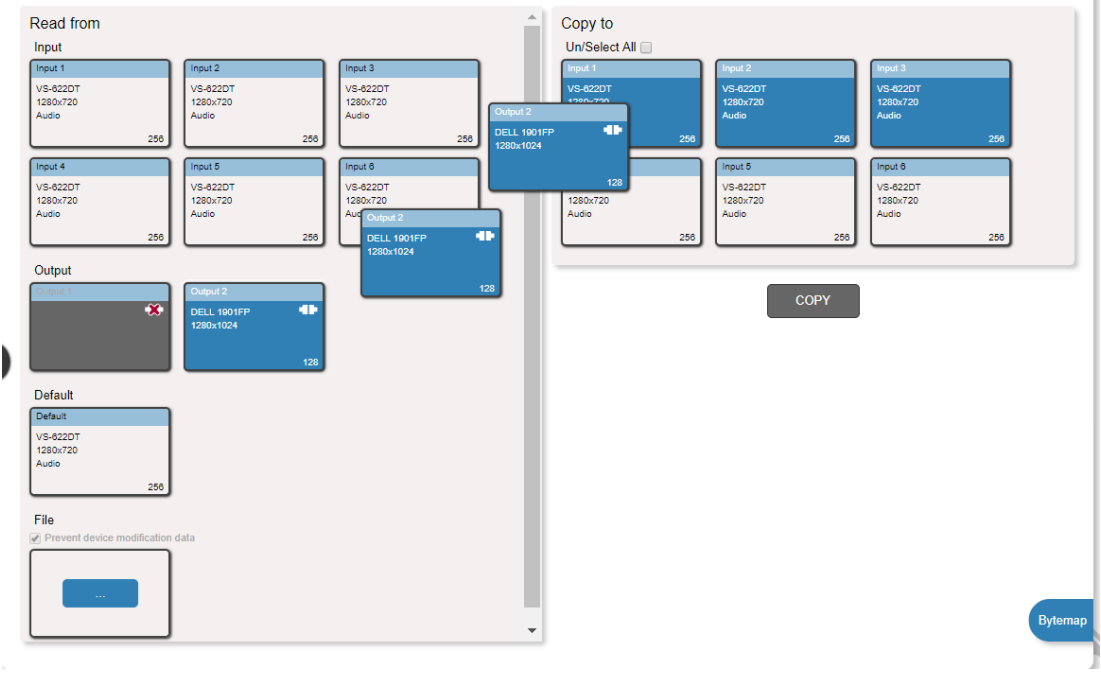 Read from
Input
Input 1
VS-622DT
1280x720
Audio
256
Input 2
VS-622DT
1280x720
Audio
256
Input 3
VS-622DT
1280x720
Audio
256
Input 4
VS-622DT
1280x720
Audio
256
Input 5
VS-622DT
1280x720
Audio
256
Input 6
VS-622DT
1280x720
Output 2
DELL 1901FP
1280x1024
128
Output 2
DELL 1901FP
1280x1024
128
Output
Output 1
Output 2
DELL 1901FP
1280x1024
128
Default
Default
VS-622DT
1280x720
Audio
256
File
Prevent device modification data
...
Copy to
Un/Select All
Input 1
VS-622DT
1280x720
256
Input 2
VS-622DT
1280x720
Audio
256
Input 3
VS-622DT
1280x720
Audio
256
1280x720
Audio
256
Input 5
VS-622DT
1280x720
Audio
256
Input 6
VS-622DT
1280x720
Audio
256
COPY
Bytemap